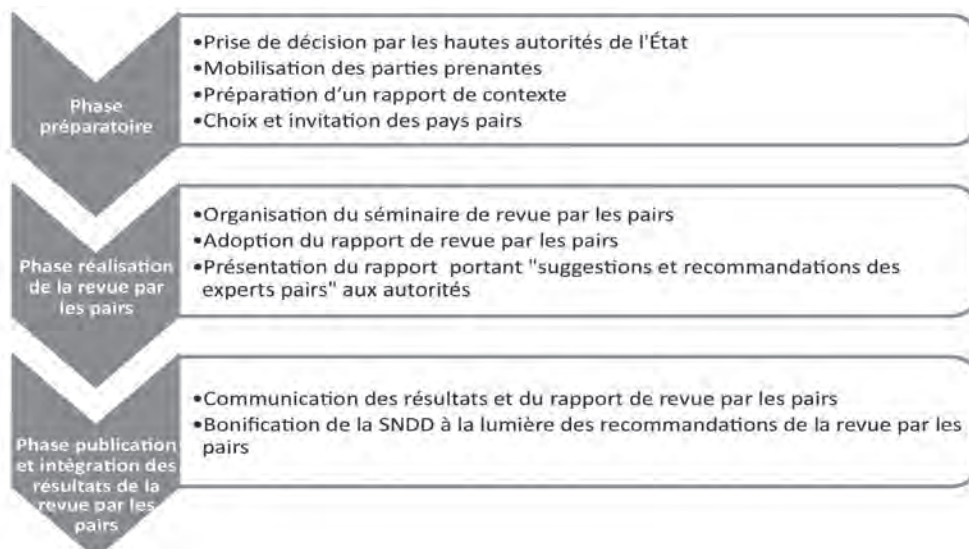 Phase
préparatoire
•Prise de décision par les hautes autorités de l'État
•Mobilisation des parties prenantes
•Préparation d'un rapport de contexte
•Choix et invitation des pays pairs
Phase réalisation
de la revue par
les pairs
•Organisation du séminaire de revue par les pairs
•Adoption du rapport de revue par les pairs
•Présentation du rapport portant "suggestions et recommandations des
experts pairs" aux autorités
Phase publication
et intégration des
résultats de la
revue par les
pairs
•Communication des résultats et du rapport de revue par les pairs
•Bonification de la SNDD à la lumière des recommandations de la revue par les
pairs